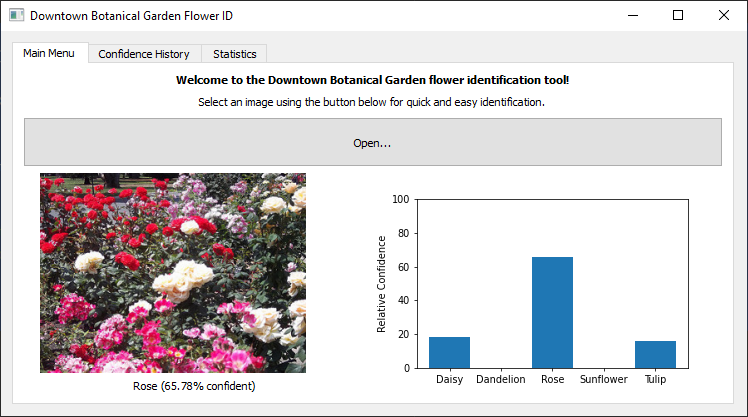 Downtown Botanical Garden Flower ID
Main Menu Confidence History Statistics
Welcome to the Downtown Botanical Garden flower identification tool!
Select an image using the button below for quick and easy identification.
Open...
100
80
60
40
20
0
Relative Confidence
Daisy Dandelion Rose Sunflower Tulip
Rose (65.78% confident)